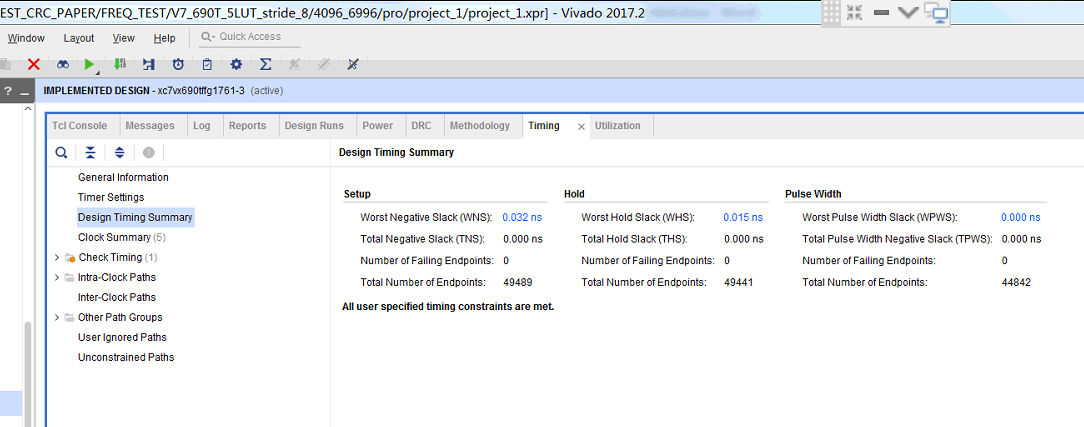 EST_CRC_PAPER/FREQ_TEST/V7_690T_5LUT_stride_8/4096_6996/pro/project_1/project_1.xpr] - Vivado 2017.2
Window Layout View Help Quick Access
? _ IMPLEMENTED DESIGN - xc7vx690tffg1761-3 (active)
Tcl Console Messages Log Reports Design Runs Power DRC Methodology Timing × Utilization
Design Timing Summary
General Information
Timer Settings
Design Timing Summary
Clock Summary (5)
Check Timing (1)
Intra-Clock Paths
Inter-Clock Paths
Other Path Groups
User Ignored Paths
Unconstrained Paths
Setup Hold Pulse Width
Worst Negative Slack (WNS): 0.032 ns Worst Hold Slack (WHS): 0.015 ns Worst Pulse Width Slack (WPWS): 0.000 ns
Total Negative Slack (TNS): 0.000 ns Total Hold Slack (THS): 0.000 ns Total Pulse Width Negative Slack (TPWS): 0.000 ns
Number of Failing Endpoints: 0 Number of Failing Endpoints: 0 Number of Failing Endpoints: 0
Total Number of Endpoints: 49489 Total Number of Endpoints: 49441 Total Number of Endpoints: 44842
All user specified timing constraints are met.